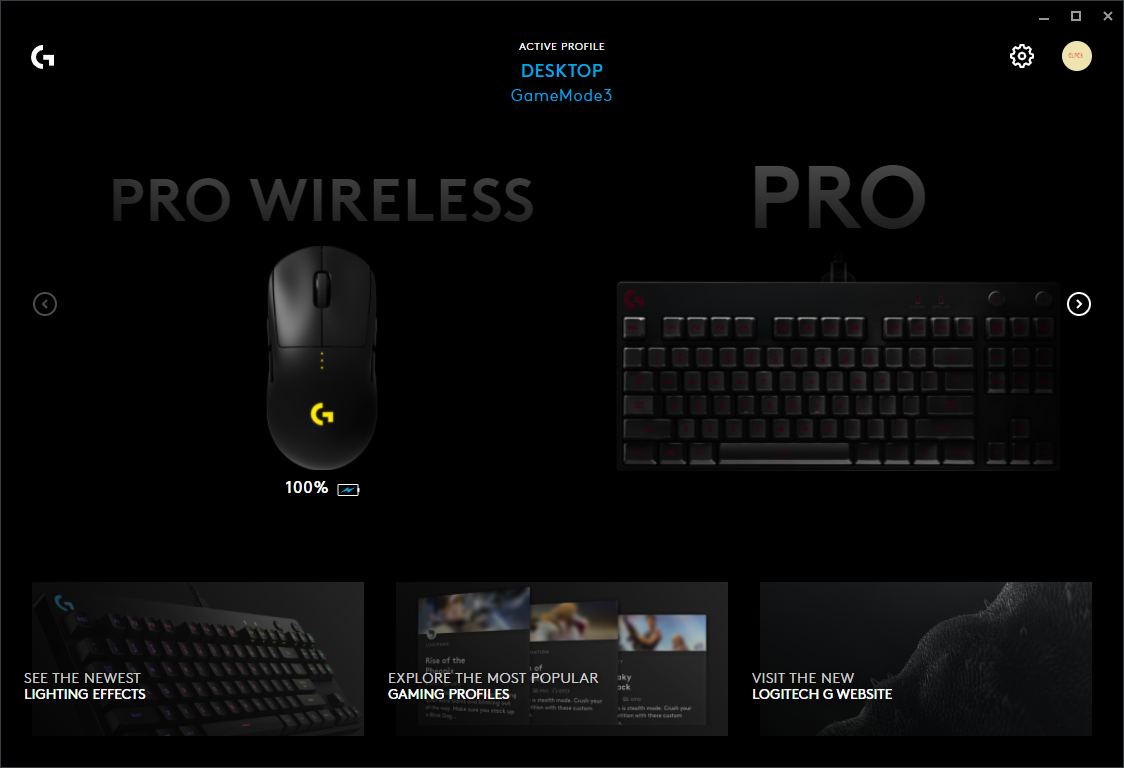 ACTIVE PROFILE
DESKTOP
GameMode3
PRO WIRELESS
PRO
100%
Rise of the
SEE THE NEWEST
LIGHTING EFFECTS
EXPLORE THE MOST POPULAR
GAMING PROFILES
VISIT THE NEW
LOGITECH G WEBSITE